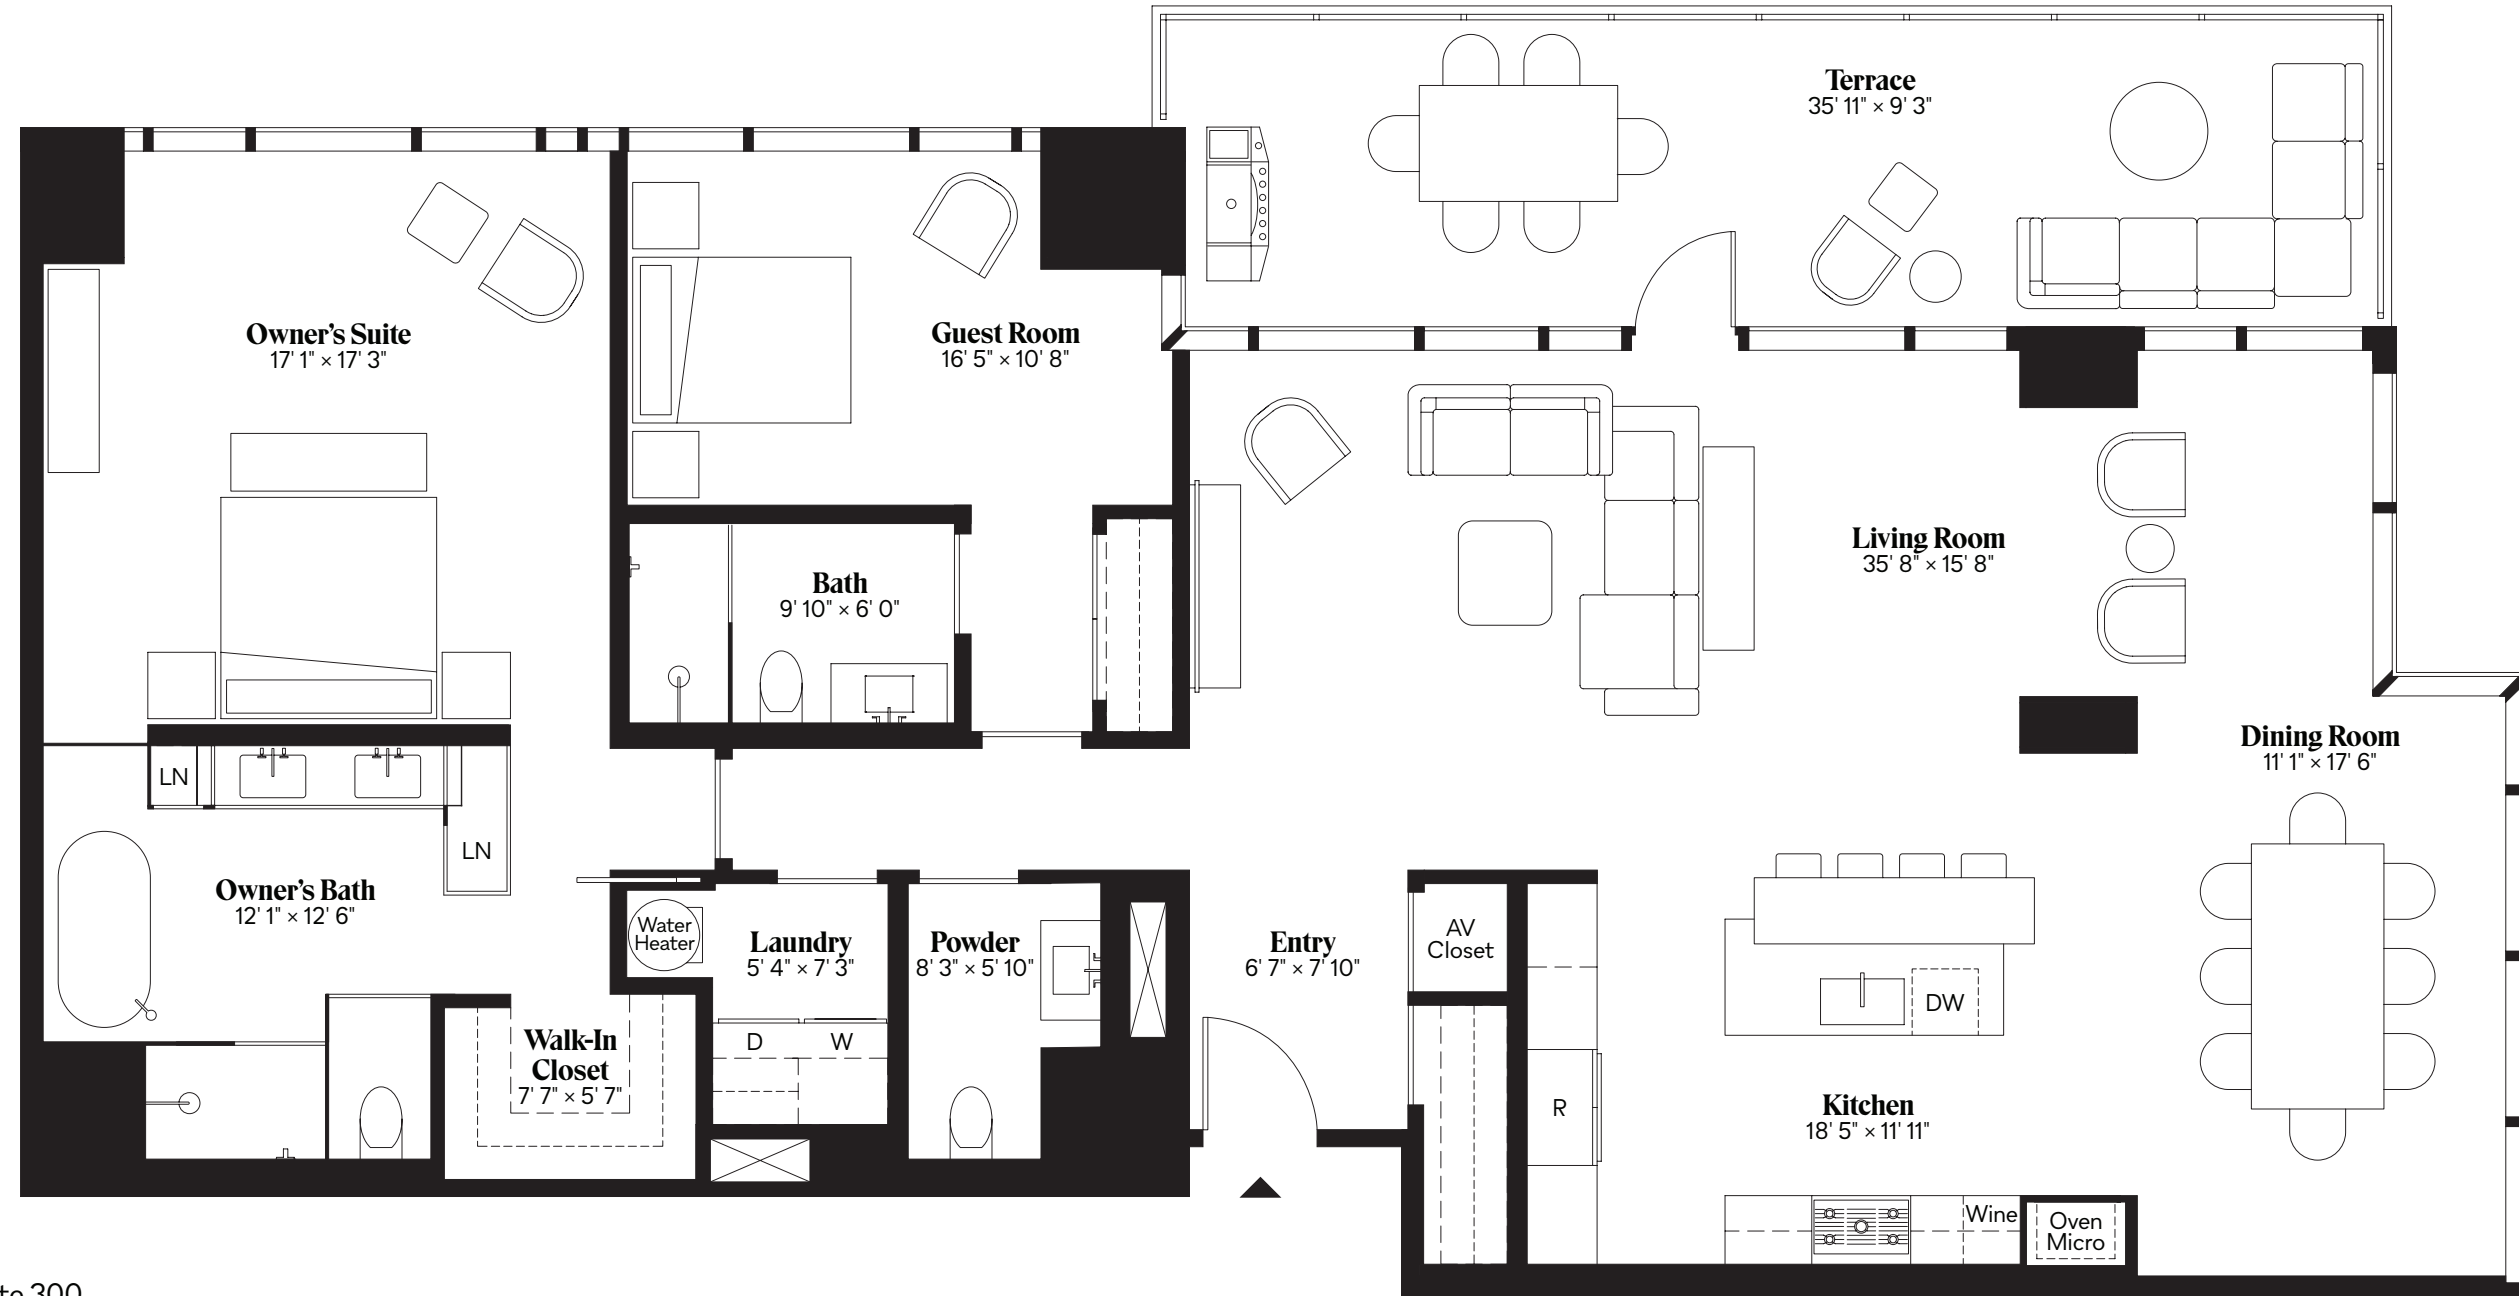 Terrace
35' 11" × 9' 3"
Owner's Suite
17' 1" × 17' 3"
Guest Room
16' 5" × 10' 8"
Bath
9' 10" × 6' 0"
Living Room
35' 8" × 15' 8"
Dining Room
11' 1" × 17' 6"
LN
LN
Owner's Bath
12' 1" × 12' 6"
Water
Heater
Laundry
5' 4" × 7' 3"
Powder
8' 3" × 5' 10"
Entry
6' 7" × 7' 10"
AV
Closet
DW
Walk-In
Closet
7' 7" × 5' 7"
D
W
R
Kitchen
18' 5" × 11' 11"
Wine
Oven
Micro
300